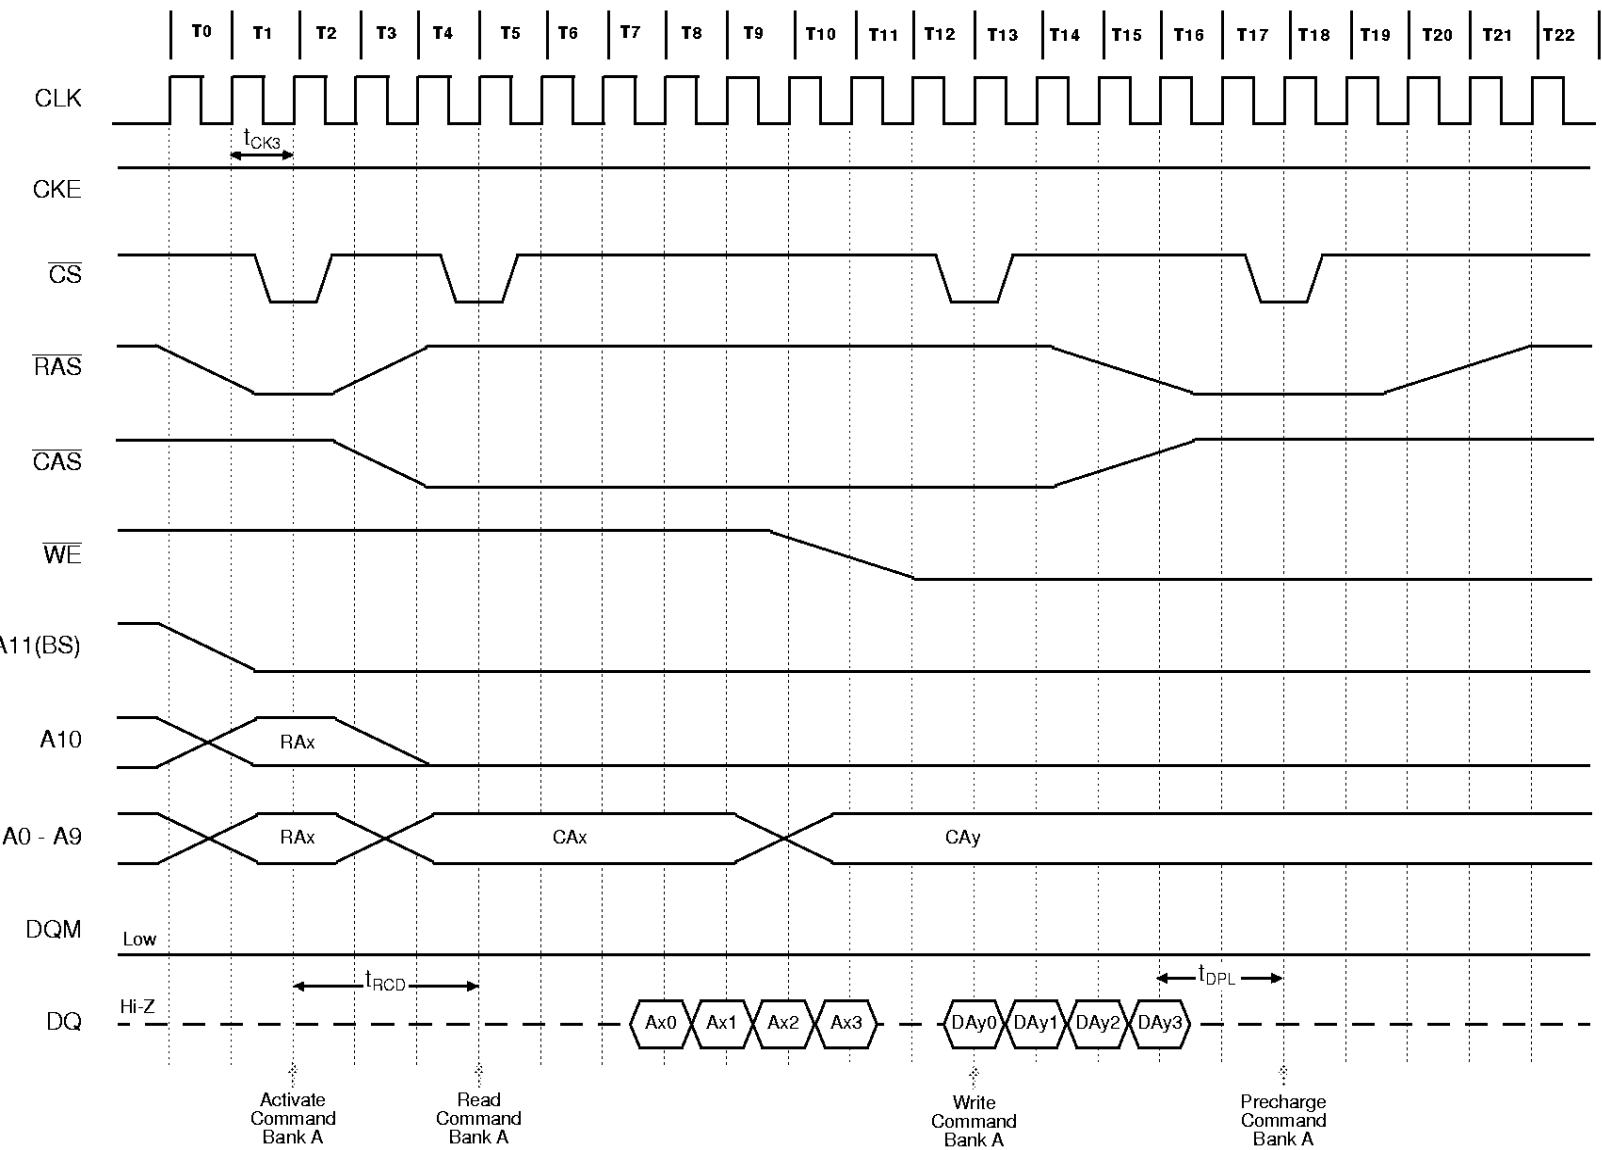 T0 T1 T2 T3 T4 T5 T6 T7 T8 T9 T10 T11 T12 T13 T14 T15 T16 T17 T18 T19 T20 T21 T22
CLK
tCK3
CKE
CS
RAS
CAS
WE
A11(BS)
A10 RAx
A0 - A9 RAx CAx CAy
DQM Low
tRCD tDPL
DQ Hi-Z Ax0 Ax1 Ax2 Ax3 DAy0 DAy1 DAy2 DAy3
Activate
Command
Bank A
Read
Command
Bank A
Write
Command
Bank A
Precharge
Command
Bank A